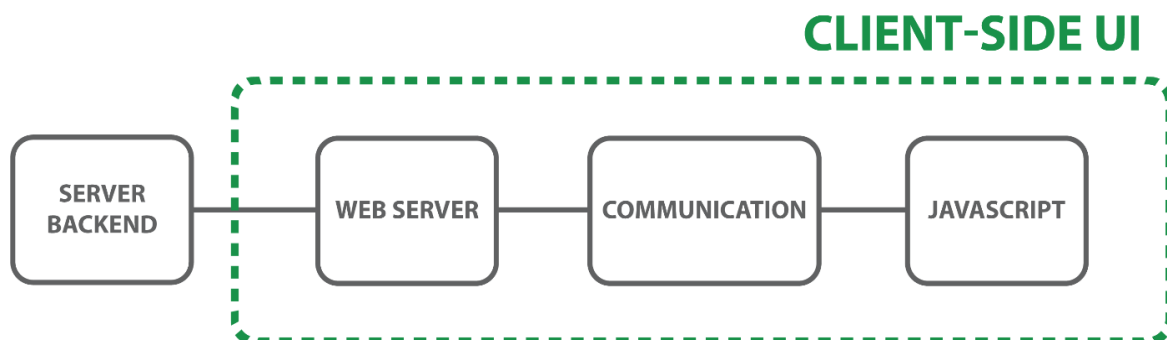 CLIENT-SIDE UI
SERVER
BACKEND
WEB SERVER
COMMUNICATION
JAVASCRIPT